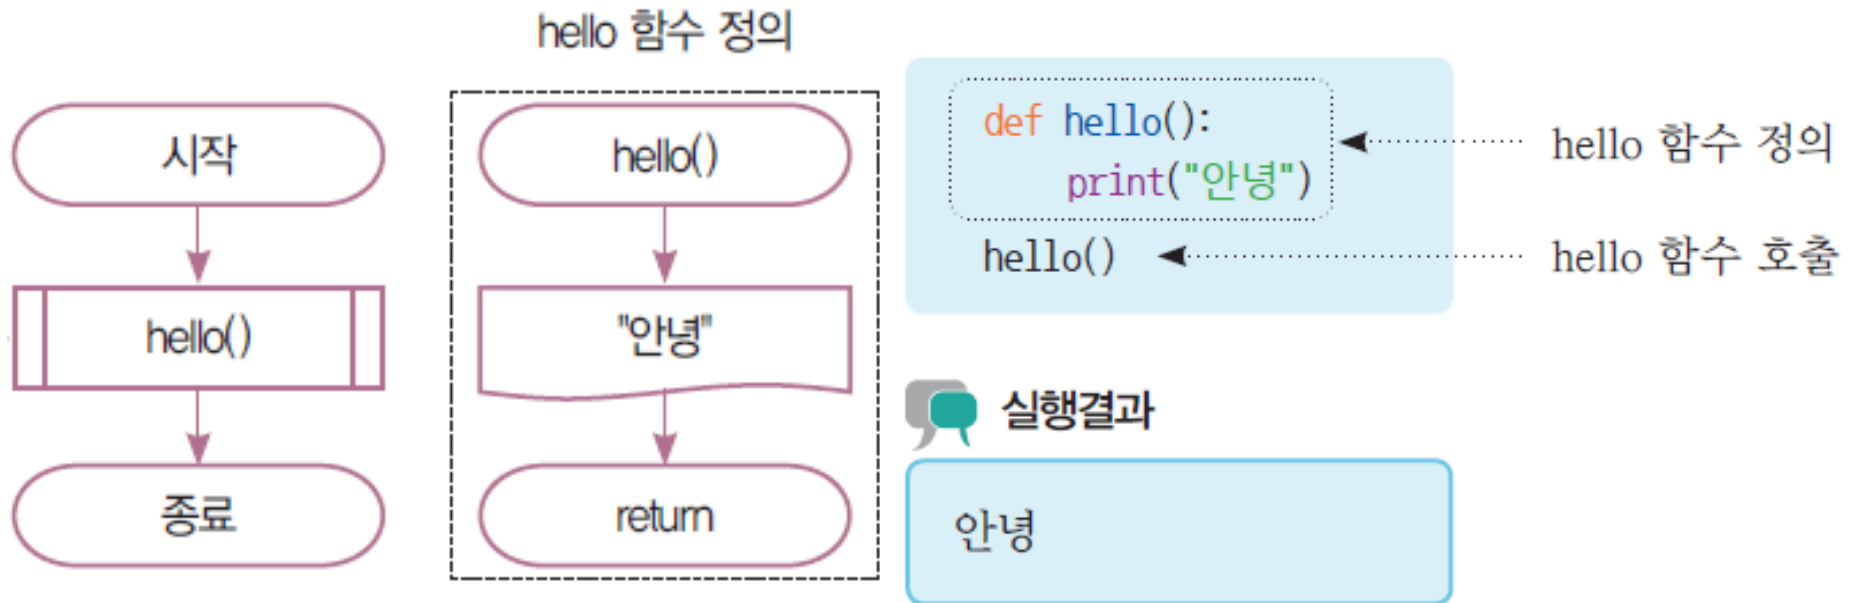 hello 함수 정의
시작
hello()
종료
hello()
"안녕"
return
def hello():
print("안녕")
hello()
hello 함수 정의
hello 함수 호출
실행결과
안녕